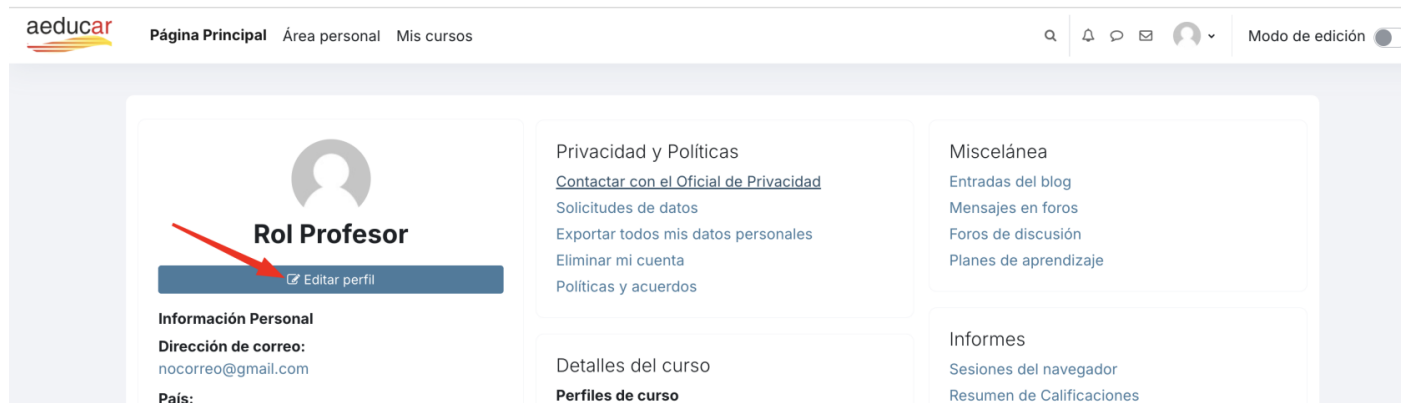 aeducar
Página Principal Área personal Mis cursos
Modo de edición
Rol Profesor
Editar perfil
Información Personal
Dirección de correo:
nocorreo@gmail.com
País:
Privacidad y Políticas
Contactar con el Oficial de Privacidad
Solicitudes de datos
Exportar todos mis datos personales
Eliminar mi cuenta
Políticas y acuerdos
Detalles del curso
Perfiles de curso
Miscelánea
Entradas del blog
Mensajes en foros
Foros de discusión
Planes de aprendizaje
Informes
Sesiones del navegador
Resumen de Calificaciones